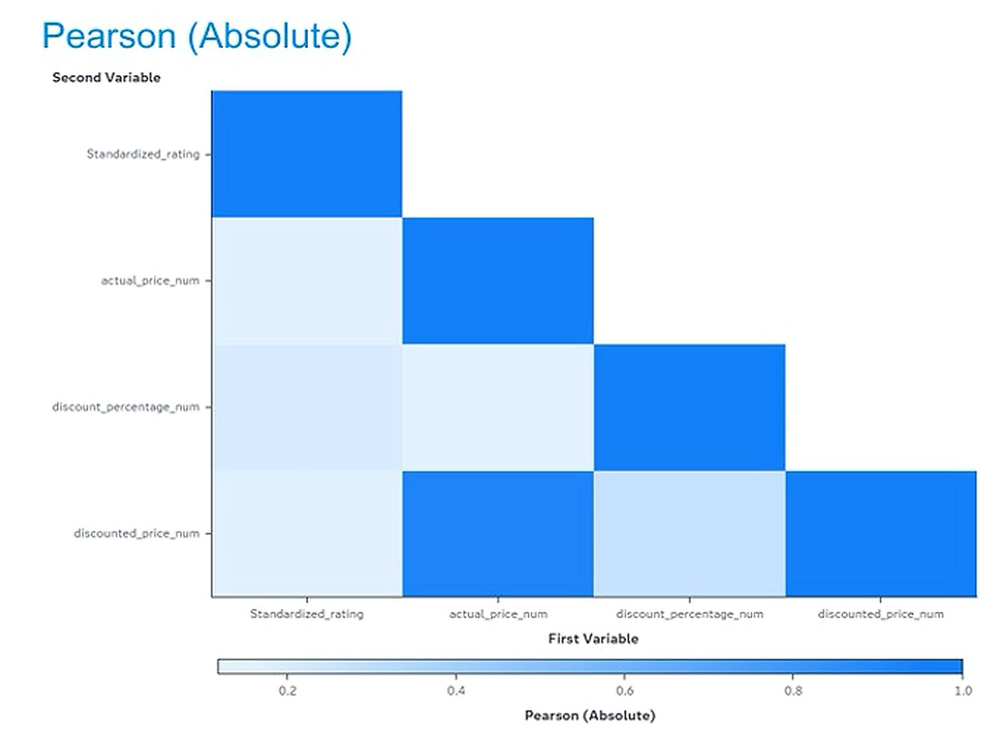 Pearson (Absolute)
Second Variable
Standardized_rating
actual_price_num
discount_percentage_num
discounted_price_num
Standardized_rating actual_price_num discount_percentage_num discounted_price_num
First Variable
0.2 0.4 0.6 0.8 1.0
Pearson (Absolute)